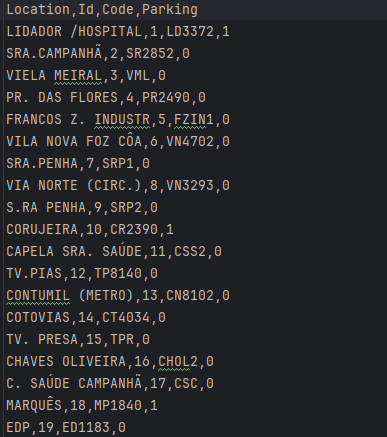 Location,Id,Code,Parking
LIDADOR /HOSPITAL,1,LD3372,1
SRA.CAMPANHÃ,2,SR2852,0
VIELA MEIRAL,3,VML,0
PR. DAS FLORES,4,PR2490,0
FRANCOS Z. INDUSTR,5,FZIN1,0
VILA NOVA FOZ CÔA,6,VN4702,0
SRA.PENHA,7,SRP1,0
VIA NORTE (CIRC.),8,VN3293,0
S.RA PENHA,9,SRP2,0
CORUJEIRA,10,CR2390,1
CAPELA SRA. SAÚDE,11,CSS2,0
TV.PIAS,12,TP8140,0
CONTUMIL (METRO),13,CN8102,0
COTOVIAS,14,CT4034,0
TV. PRESA,15,TPR,0
CHAVES OLIVEIRA,16,CHOL2,0
C. SAÚDE CAMPANHÃ,17,CSC,0
MARQUÊS,18,MP1840,1
EDP,19,ED1183,0